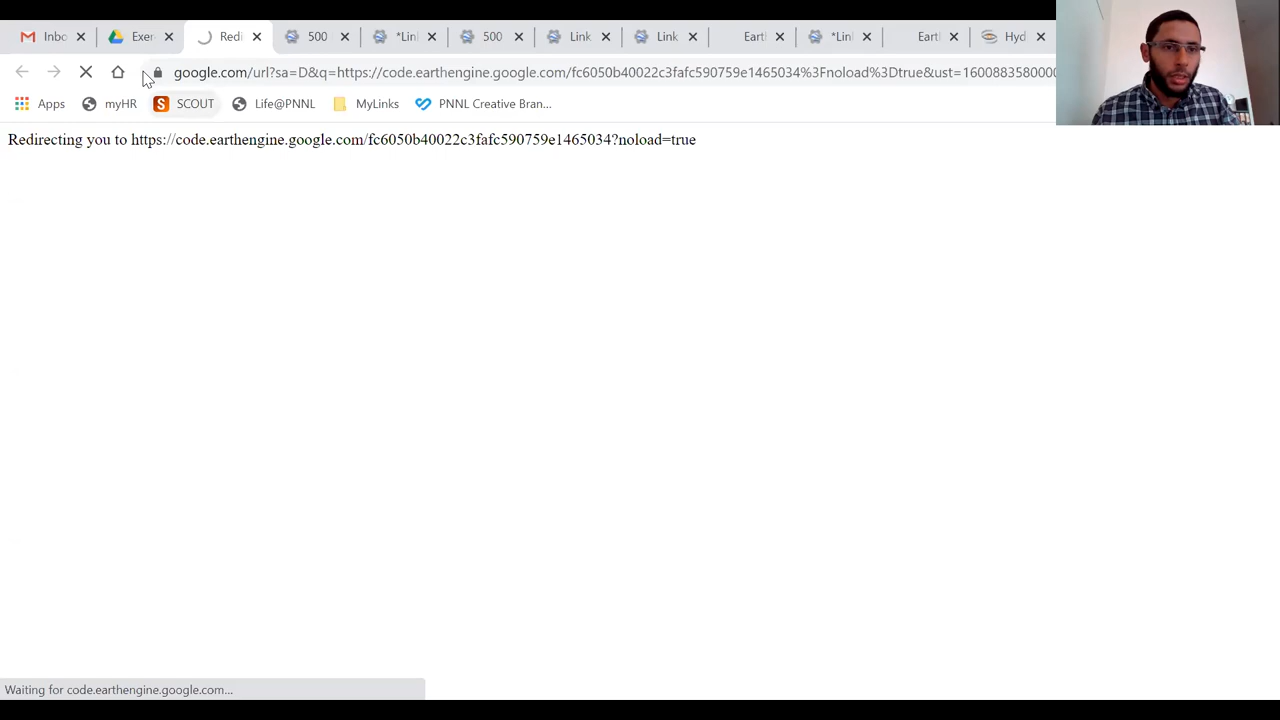 Inbo
Exer
Redi
500
*Lin
500
Link
Link
Eart
*Lin
Eart
Hyd
google.com/url?sa=D&q=https://code.earthengine.google.com/fc6050b40022c3fafc590759e1465034%3Fnoload%3Dtrue&ust=1600883580000
Apps
myHR
SCOUT
Life@PNNL
MyLinks
PNNL Creative Bran...
Redirecting you to https://code.earthengine.google.com/fc6050b40022c3fafc590759e1465034?noload=true
Waiting for code.earthengine.google.com...